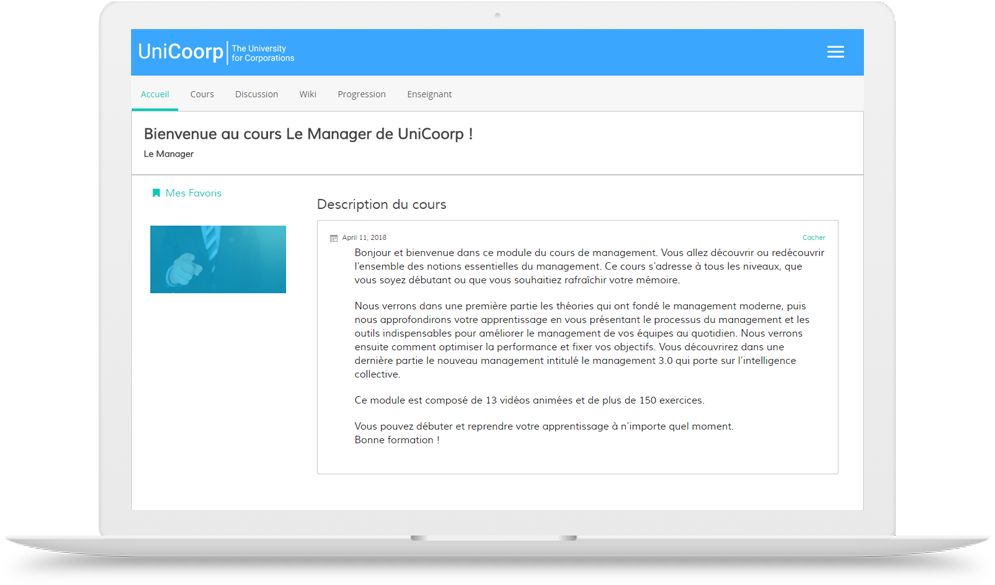 UniCoorp The University
for Corporations
Accueil Cours Discussion Wiki Progression Enseignant
Bienvenue au cours Le Manager de UniCoorp !
Le Manager
Mes Favoris
Description du cours
April 11, 2018 Cacher
Bonjour et bienvenue dans ce module du cours de management. Vous allez découvrir ou redécouvrir
l'ensemble des notions essentielles du management. Ce cours s'adresse à tous les niveaux, que
vous soyez débutant ou que vous souhaitiez rafraîchir votre mémoire.
Nous verrons dans une première partie les théories qui ont fondé le management moderne, puis
nous approfondirons votre apprentissage en vous présentant le processus du management et les
outils indispensables pour améliorer le management de vos équipes au quotidien. Nous verrons
ensuite comment optimiser la performance et fixer vos objectifs. Vous découvrirez dans une
dernière partie le nouveau management intitulé le management 3.0 qui porte sur l'intelligence
collective.
Ce module est composé de 13 vidéos animées et de plus de 150 exercices.
Vous pouvez débuter et reprendre votre apprentissage à n'importe quel moment.
Bonne formation !